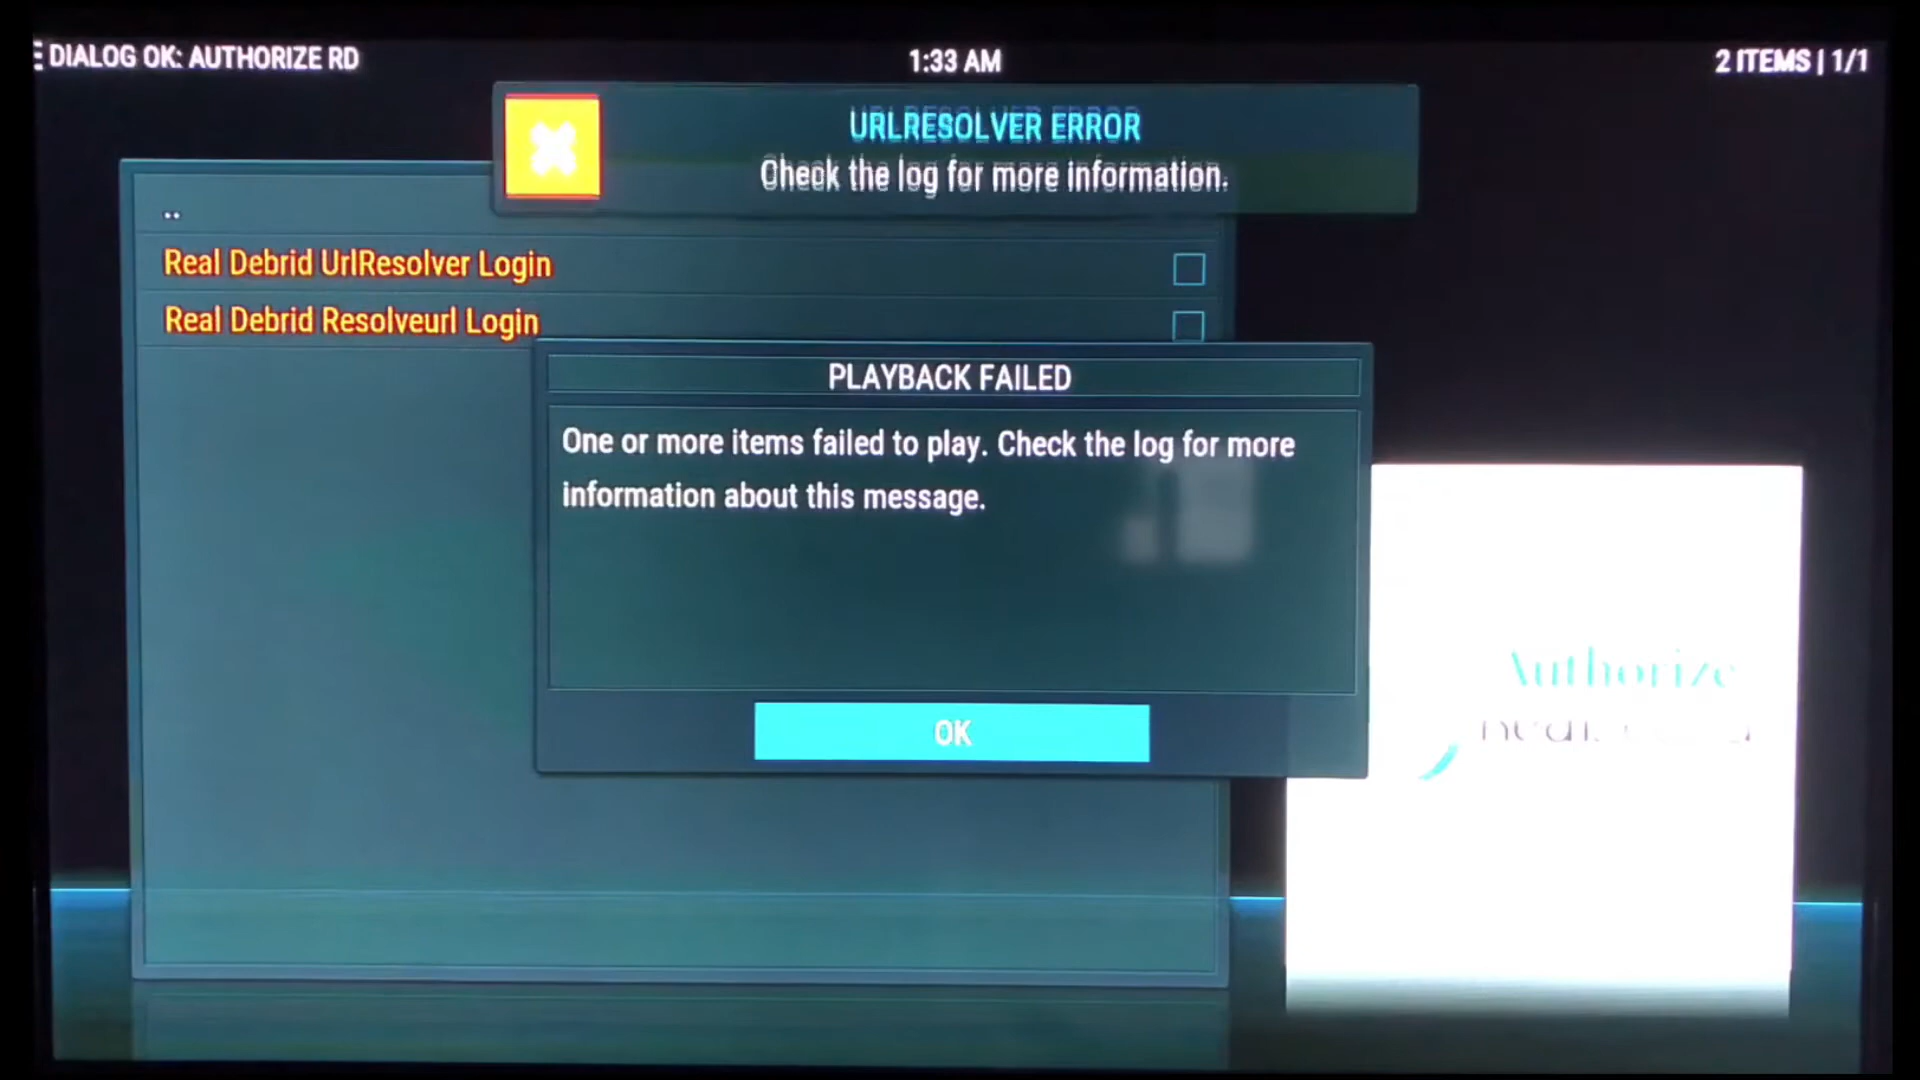 DIALOG OK: AUTHORIZE RD
1:33 AM
2 ITEMS | 1/1
URLRESOLVER ERROR
Check the log for more information.
..
Real Debrid UrlResolver Login
Real Debrid Resolveurl Login
PLAYBACK FAILED
One or more items failed to play. Check the log for more
information about this message.
OK
Authorize